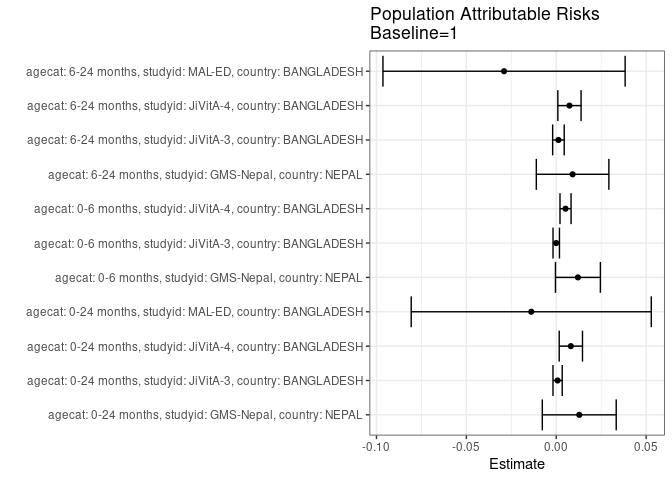 Population Attributable Risks
Baseline=1
agecat: 6-24 months, studyid: MAL-ED, country: BANGLADESH
agecat: 6-24 months, studyid: JiVitA-4, country: BANGLADESH
agecat: 6-24 months, studyid: JiVitA-3, country: BANGLADESH
agecat: 6-24 months, studyid: GMS-Nepal, country: NEPAL
agecat: 0-6 months, studyid: JiVitA-4, country: BANGLADESH
agecat: 0-6 months, studyid: JiVitA-3, country: BANGLADESH
agecat: 0-6 months, studyid: GMS-Nepal, country: NEPAL
agecat: 0-24 months, studyid: MAL-ED, country: BANGLADESH
agecat: 0-24 months, studyid: JiVitA-4, country: BANGLADESH
agecat: 0-24 months, studyid: JiVitA-3, country: BANGLADESH
agecat: 0-24 months, studyid: GMS-Nepal, country: NEPAL
-0.10 -0.05 0.00 0.05
Estimate